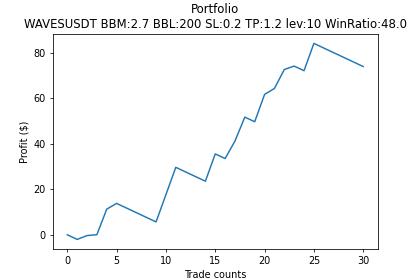 Portfolio
WAVESUSDT BBM:2.7 BBL:200 SL:0.2 TP:1.2 lev:10 WinRatio:48.0
80
60
40
20
0
Profit ($)
0 5 10 15 20 25 30
Trade counts